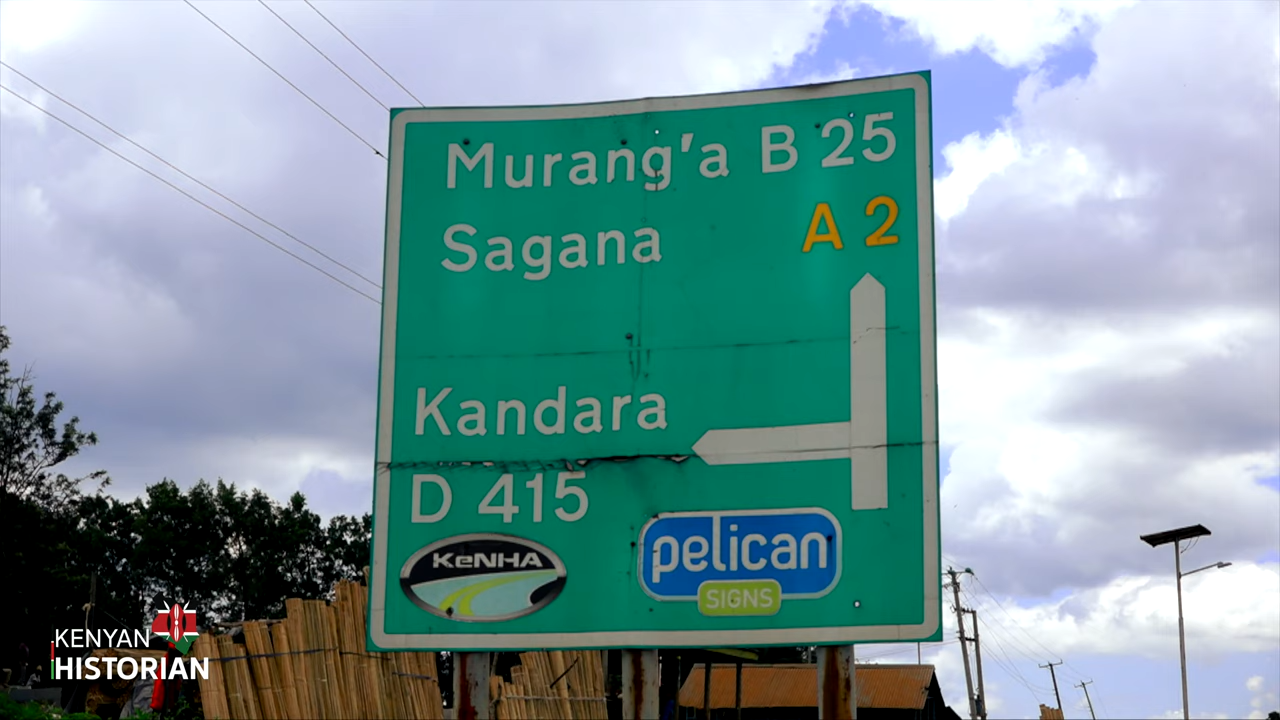 Murang'a B 25
Sagana A 2
Kandara
D 415
KeNHA
pelican
SIGNS
KENYAN
HISTORIAN